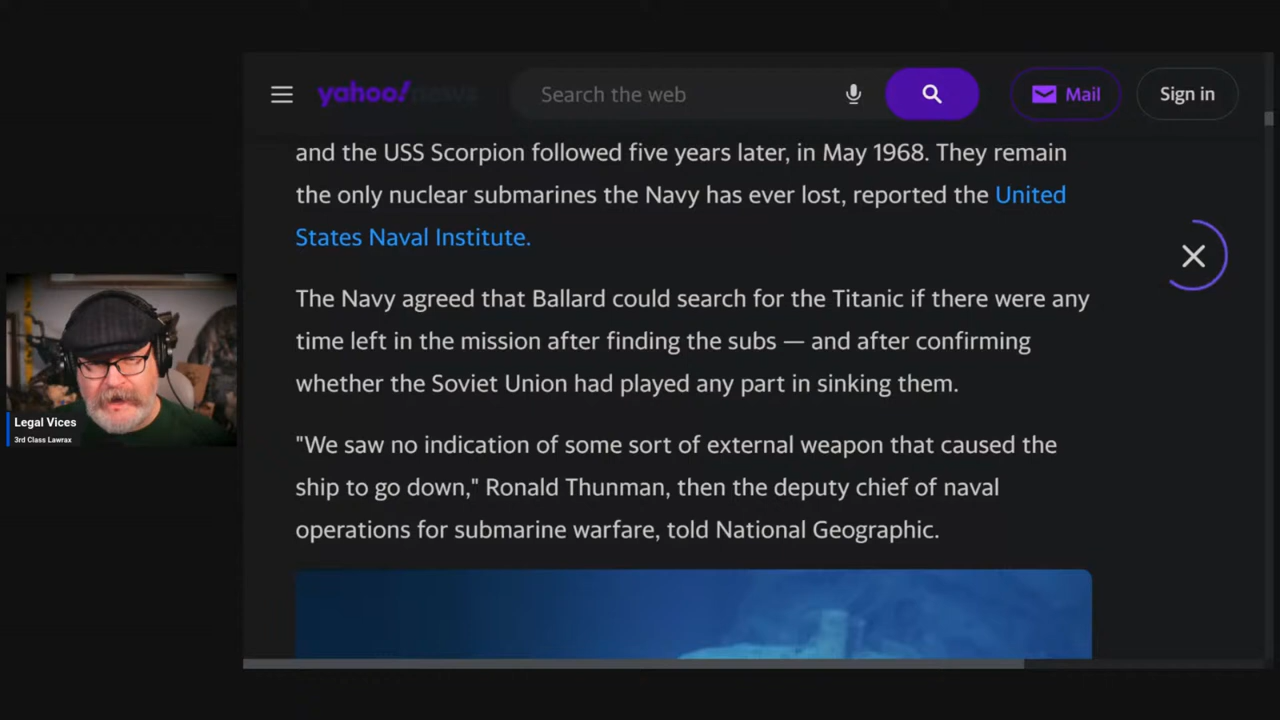 yahoo!news
Search the web
Mail
Sign in
and the USS Scorpion followed five years later, in May 1968. They remain
the only nuclear submarines the Navy has ever lost, reported the United
States Naval Institute.
The Navy agreed that Ballard could search for the Titanic if there were any
time left in the mission after finding the subs — and after confirming
whether the Soviet Union had played any part in sinking them.
"We saw no indication of some sort of external weapon that caused the
ship to go down," Ronald Thunman, then the deputy chief of naval
operations for submarine warfare, told National Geographic.
Legal Vices
3rd Class Lawrax